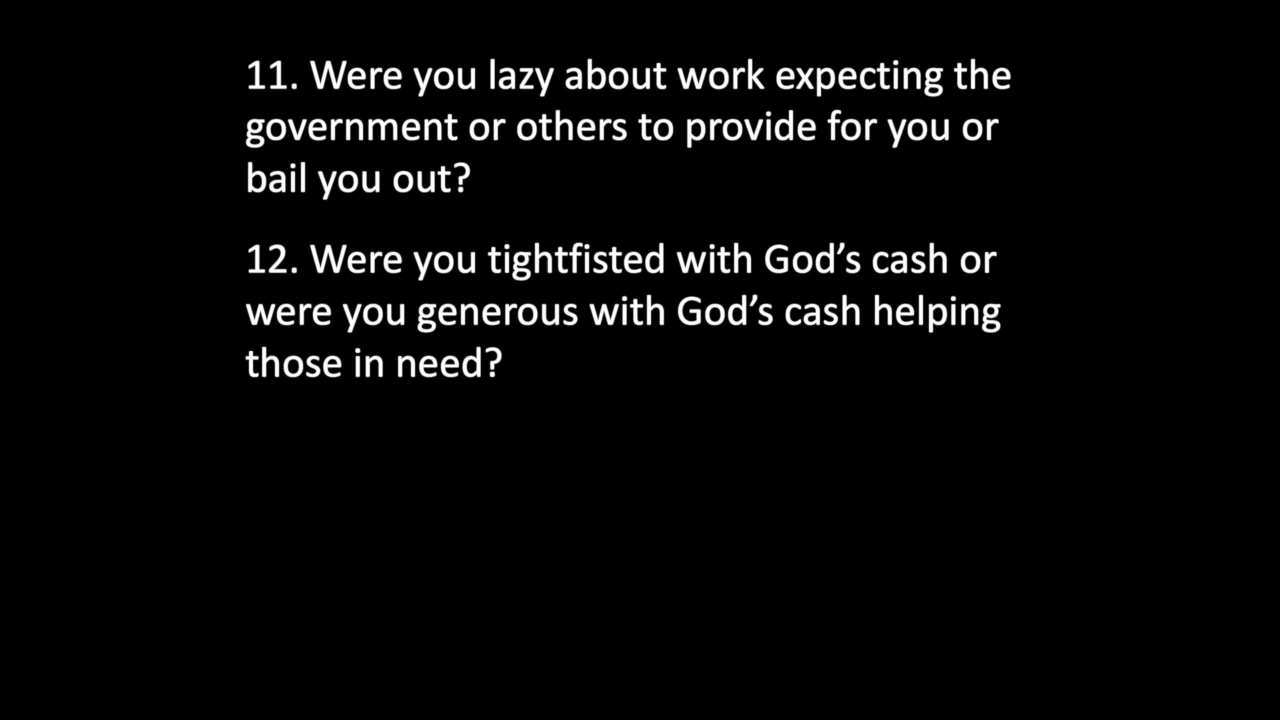 11. Were you lazy about work expecting the
government or others to provide for you or
bail you out?
12. Were you tightfisted with God’s cash or
were you generous with God’s cash helping
those in need?